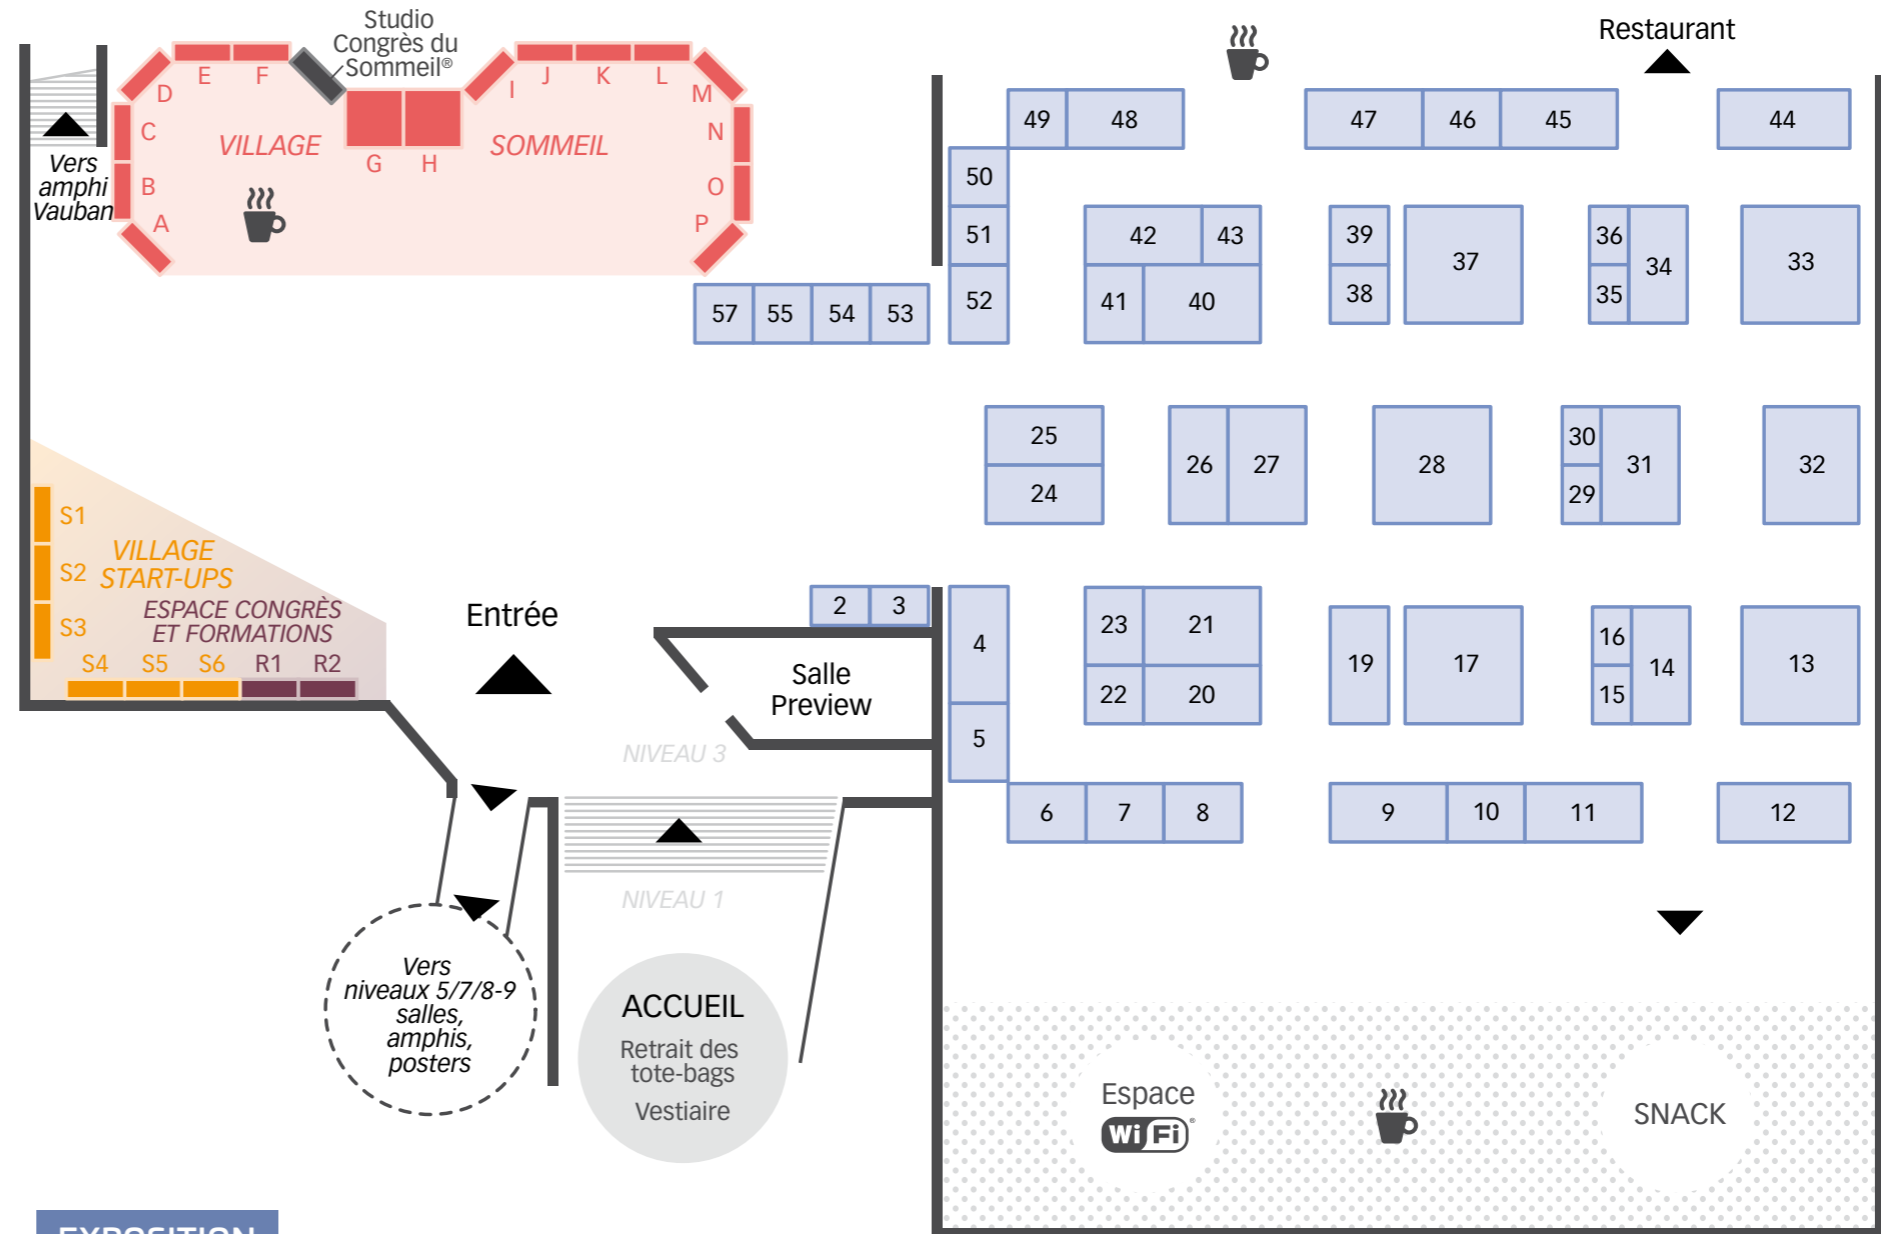 Studio
Congrès du
Sommeil®
Restaurant
E
F
J
K
L
D
I
M
C
VILLAGE
SOMMEIL
N
G
H
B
O
A
P
Vers
amphi
Vauban
49
48
47
46
45
44
50
51
52
42
43
41
40
39
38
37
36
35
34
33
57
55
54
53
25
24
26
27
28
30
29
31
32
S1
S2
S3
VILLAGE
START-UPS
ESPACE CONGRÈS
ET FORMATIONS
S4
S5
S6
R1
R2
Entrée
2
3
Salle
Preview
4
5
23
21
22
20
19
17
16
15
14
13
6
7
8
9
10
11
12
NIVEAU 3
NIVEAU 1
Vers
niveaux 5/7/8-9
salles,
amphis,
posters
ACCUEIL
Retrait des
tote-bags
Vestiaire
Espace
WiFi®
SNACK
EXPOSITION